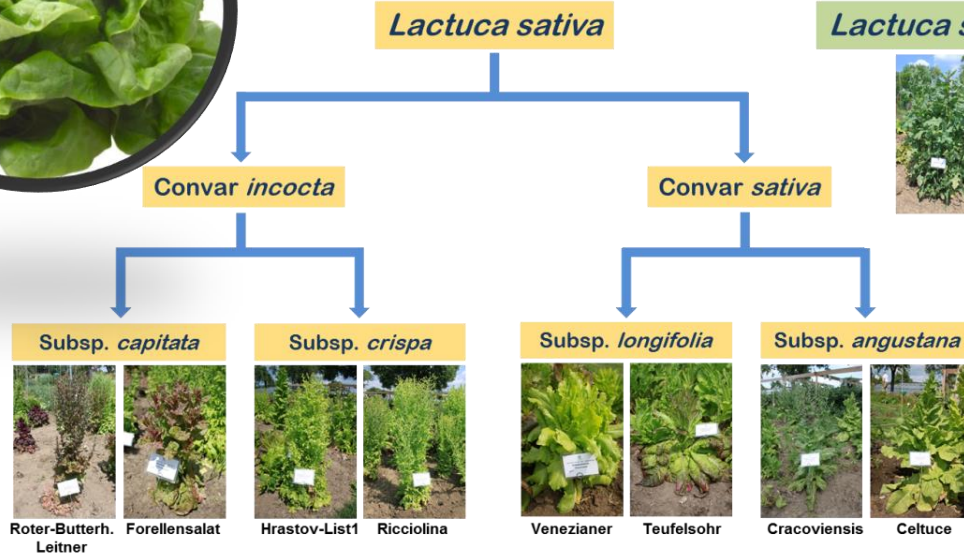 Lactuca sativa
Lactuca s
Convar incocta
Convar sativa
Subsp. capitata
Subsp. crispa
Subsp. longifolia
Subsp. angustana
Roter-Butterh.
Leitner
Forellensalat
Hrastov-List1
Ricciolina
Venezianer
Teufelsohr
Cracoviensis
Celtuce